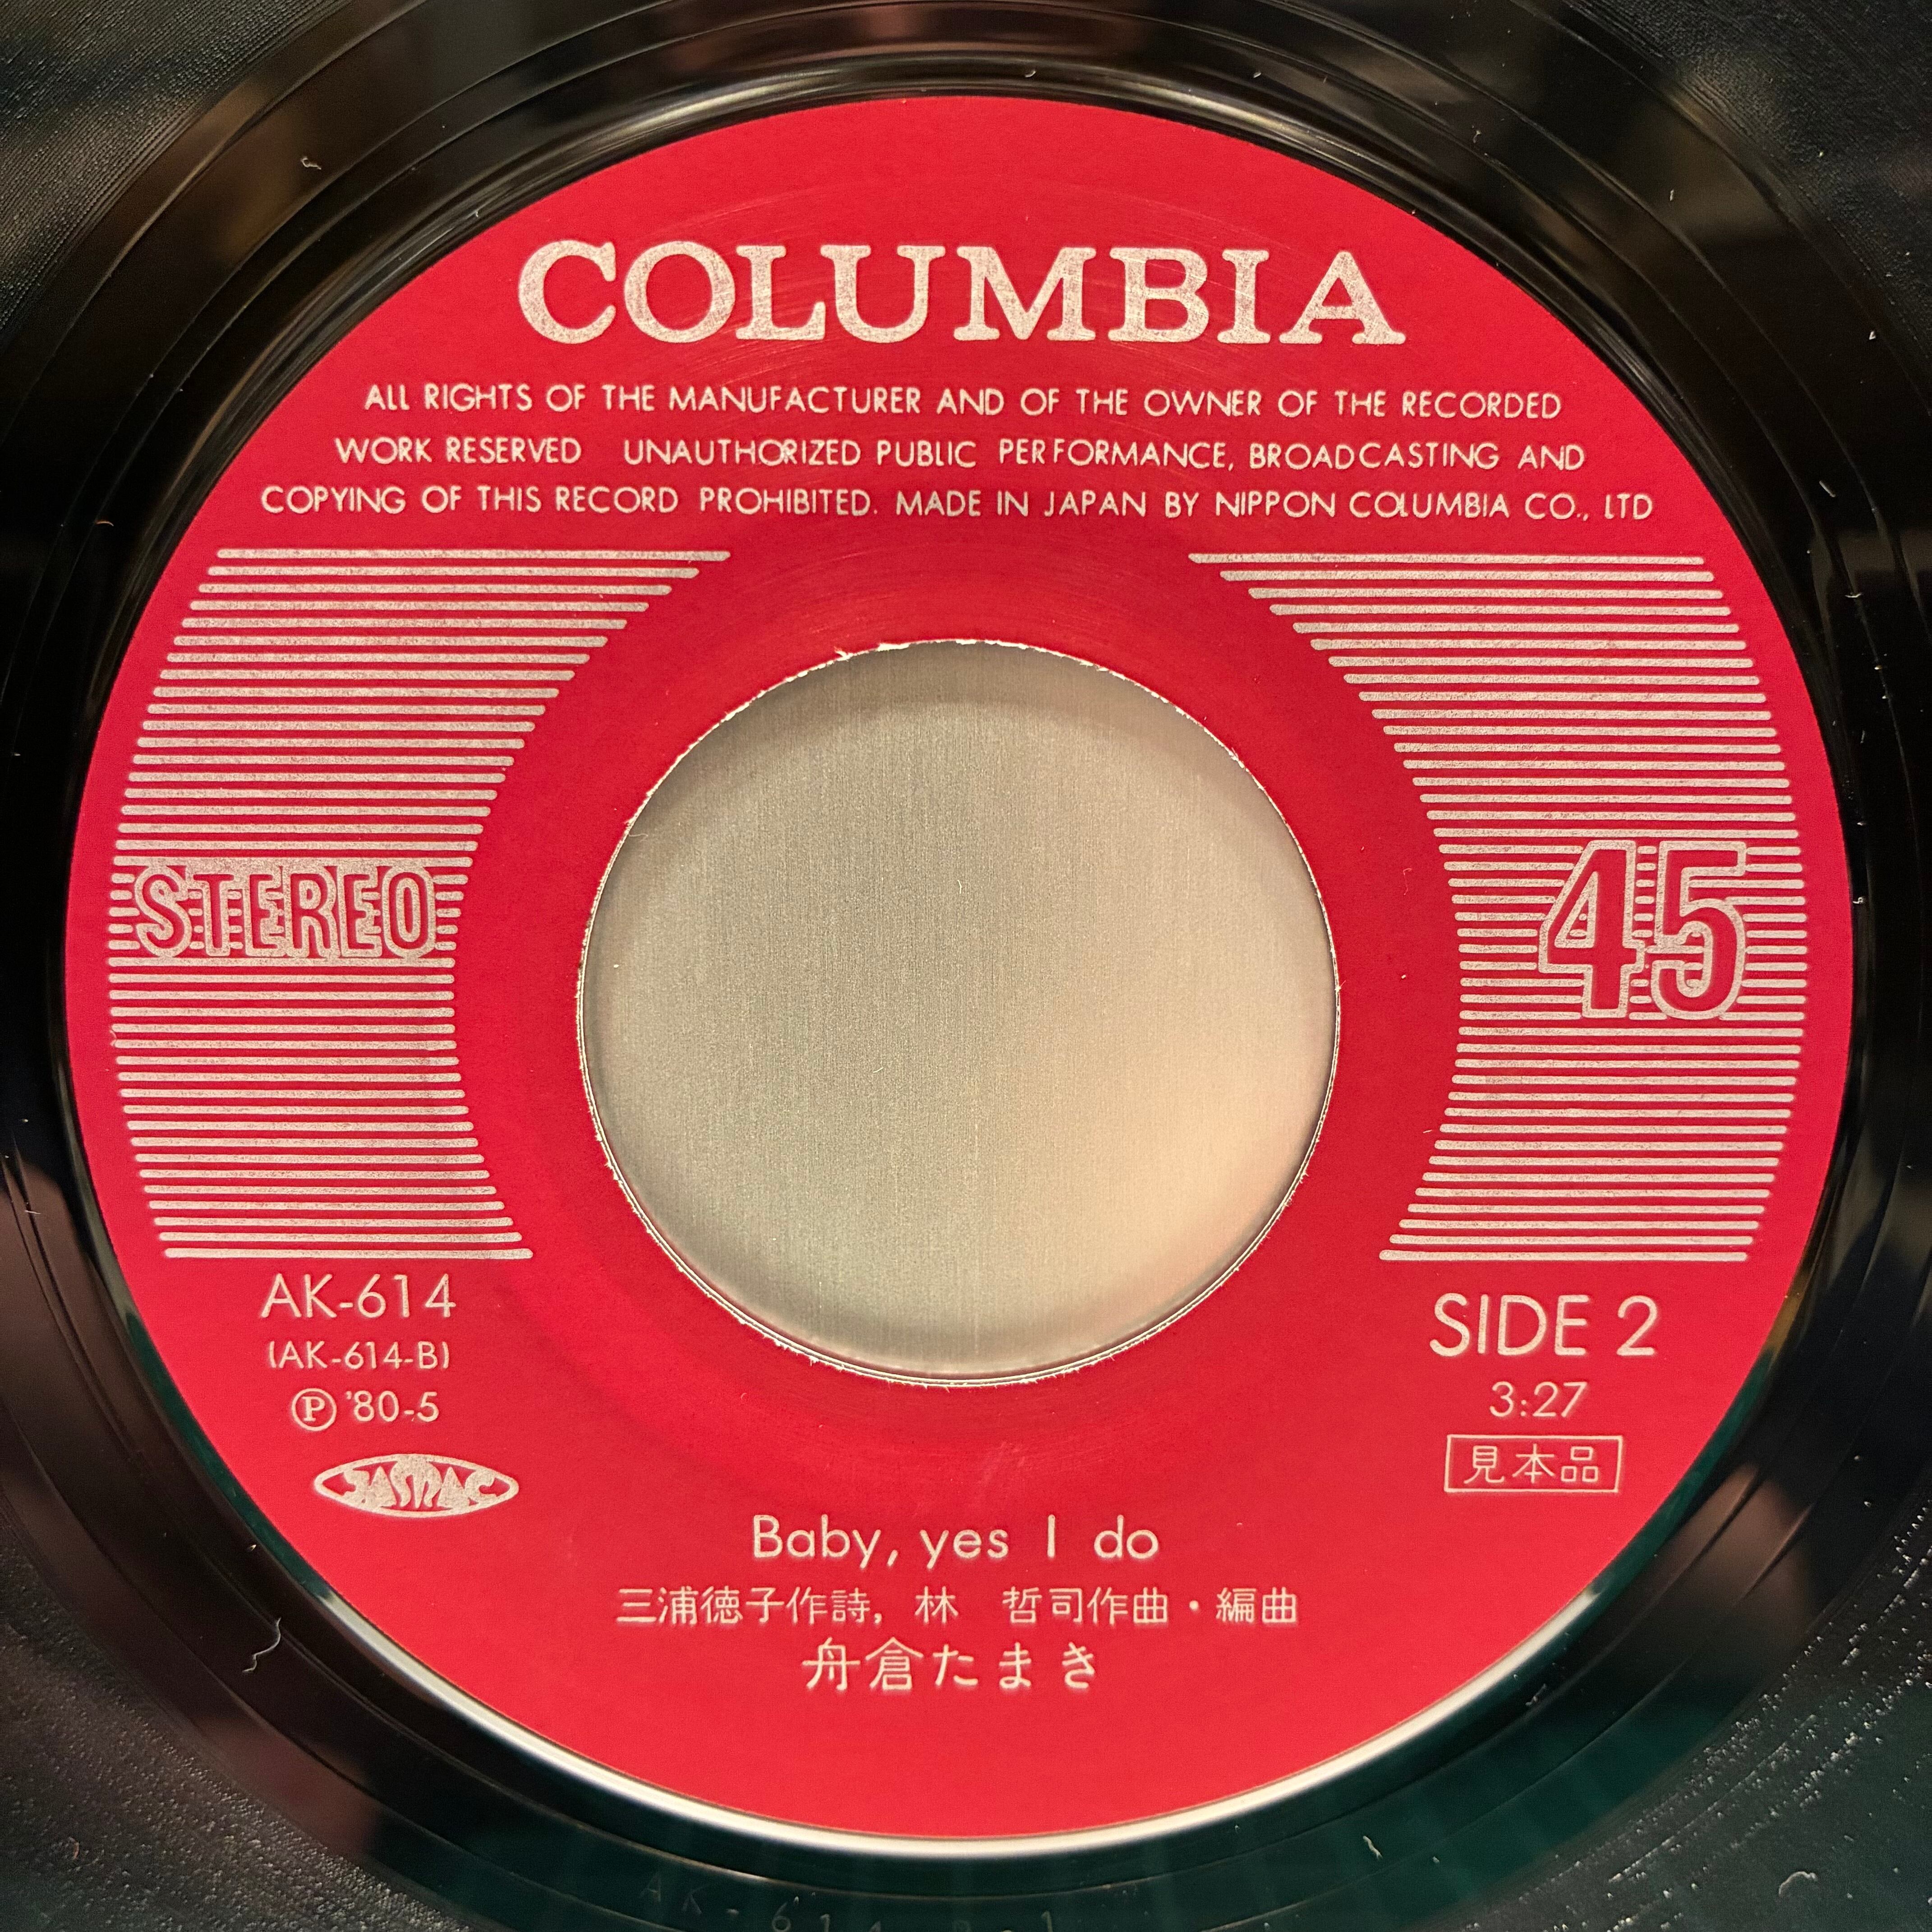 COLUMBIA
ALL RIGHTS OF THE MANUFACTURER AND OF THE OWNER OF THE RECORDED
WORK RESERVED UNAUTHORIZED PUBLIC PERFORMANCE, BROADCASTING AND
COPYING OF THIS RECORD PROHIBITED. MADE IN JAPAN BY NIPPON COLUMBIA CO., LTD
STEREO
45
AK-614
(AK-614-B)
Ⓟ '80-5
JASRAC
SIDE 2
3:27
見本品
Baby, yes I do
三浦徳子作詩, 林 哲司作曲・編曲
舟倉たまき